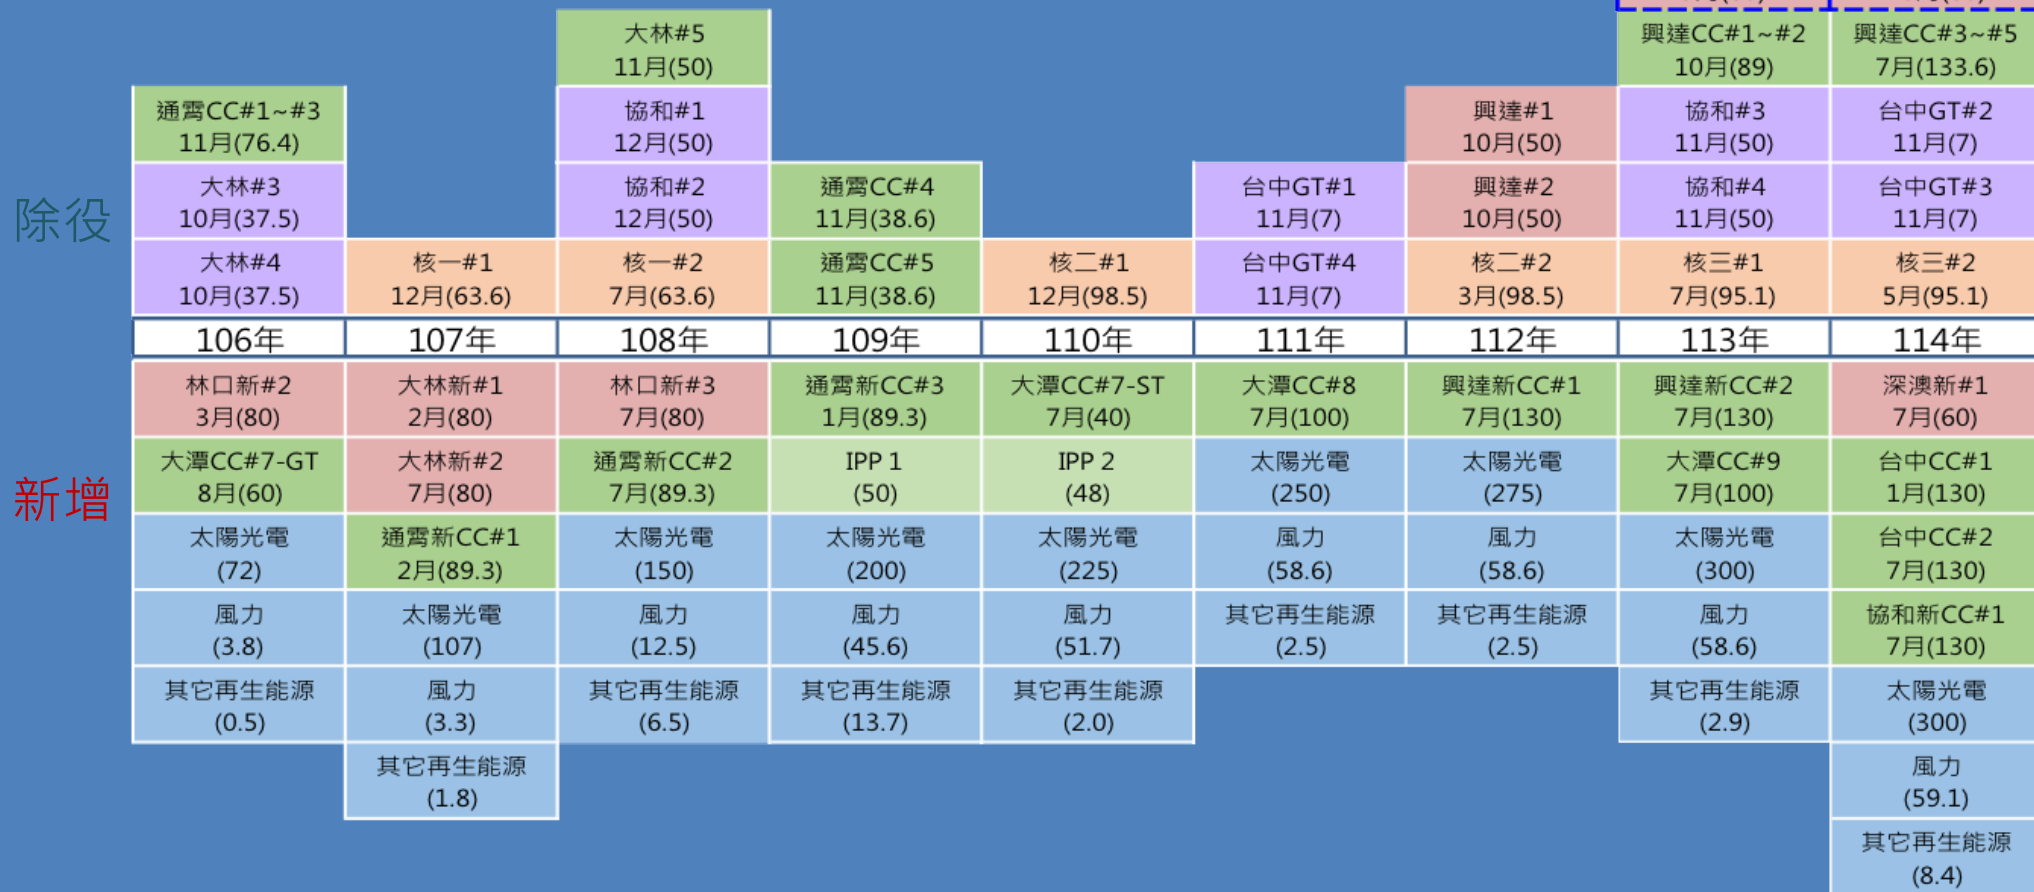 大林#5
11月(50)
興達CC#1~#2
10月(89)
興達CC#3~#5
7月(133.6)
通霄CC#1~#3
11月(76.4)
協和#1
12月(50)
興達#1
10月(50)
協和#3
11月(50)
台中GT#2
11月(7)
除役
大林#3
10月(37.5)
協和#2
12月(50)
通霄CC#4
11月(38.6)
台中GT#1
11月(7)
興達#2
10月(50)
協和#4
11月(50)
台中GT#3
11月(7)
大林#4
10月(37.5)
核一#1
12月(63.6)
核一#2
7月(63.6)
通霄CC#5
11月(38.6)
核二#1
12月(98.5)
台中GT#4
11月(7)
核二#2
3月(98.5)
核三#1
7月(95.1)
核三#2
5月(95.1)
106年
107年
108年
109年
110年
111年
112年
113年
114年
林口新#2
3月(80)
大林新#1
2月(80)
林口新#3
7月(80)
通霄新CC#3
1月(89.3)
大潭CC#7-ST
7月(40)
大潭CC#8
7月(100)
興達新CC#1
7月(130)
興達新CC#2
7月(130)
深澳新#1
7月(60)
新增
大潭CC#7-GT
8月(60)
大林新#2
7月(80)
通霄新CC#2
7月(89.3)
IPP 1
(50)
IPP 2
(48)
太陽光電
(250)
太陽光電
(275)
大潭CC#9
7月(100)
台中CC#1
1月(130)
太陽光電
(72)
通霄新CC#1
2月(89.3)
太陽光電
(150)
太陽光電
(200)
太陽光電
(225)
風力
(58.6)
風力
(58.6)
太陽光電
(300)
台中CC#2
7月(130)
風力
(3.8)
太陽光電
(107)
風力
(12.5)
風力
(45.6)
風力
(51.7)
其它再生能源
(2.5)
其它再生能源
(2.5)
風力
(58.6)
協和新CC#1
7月(130)
其它再生能源
(0.5)
風力
(3.3)
其它再生能源
(6.5)
其它再生能源
(13.7)
其它再生能源
(2.0)
其它再生能源
(2.9)
太陽光電
(300)
其它再生能源
(1.8)
風力
(59.1)
其它再生能源
(8.4)